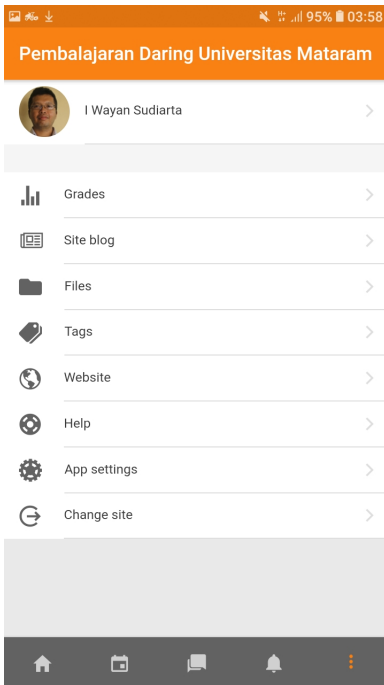 95% 03:58
Pembalajaran Daring Universitas Mataram
I Wayan Sudiarta
Grades
Site blog
Files
Tags
Website
Help
App settings
Change site